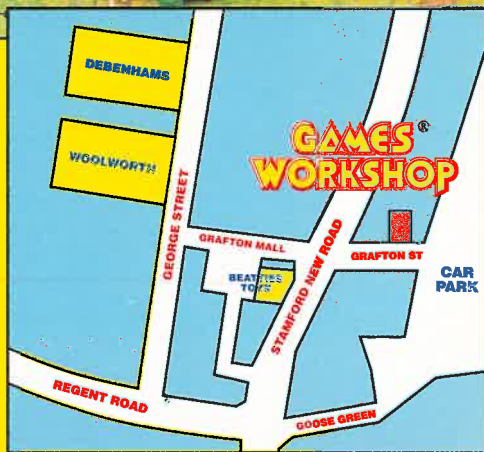 DEBENHAMS
WOOLWORTH
GAMES®
WORKSHOP
GEORGE STREET
GRAFTON MALL
STAMFORD NEW ROAD
GRAFTON ST
BEATTIES
TOYS
CAR
PARK
REGENT ROAD
GOOSE GREEN